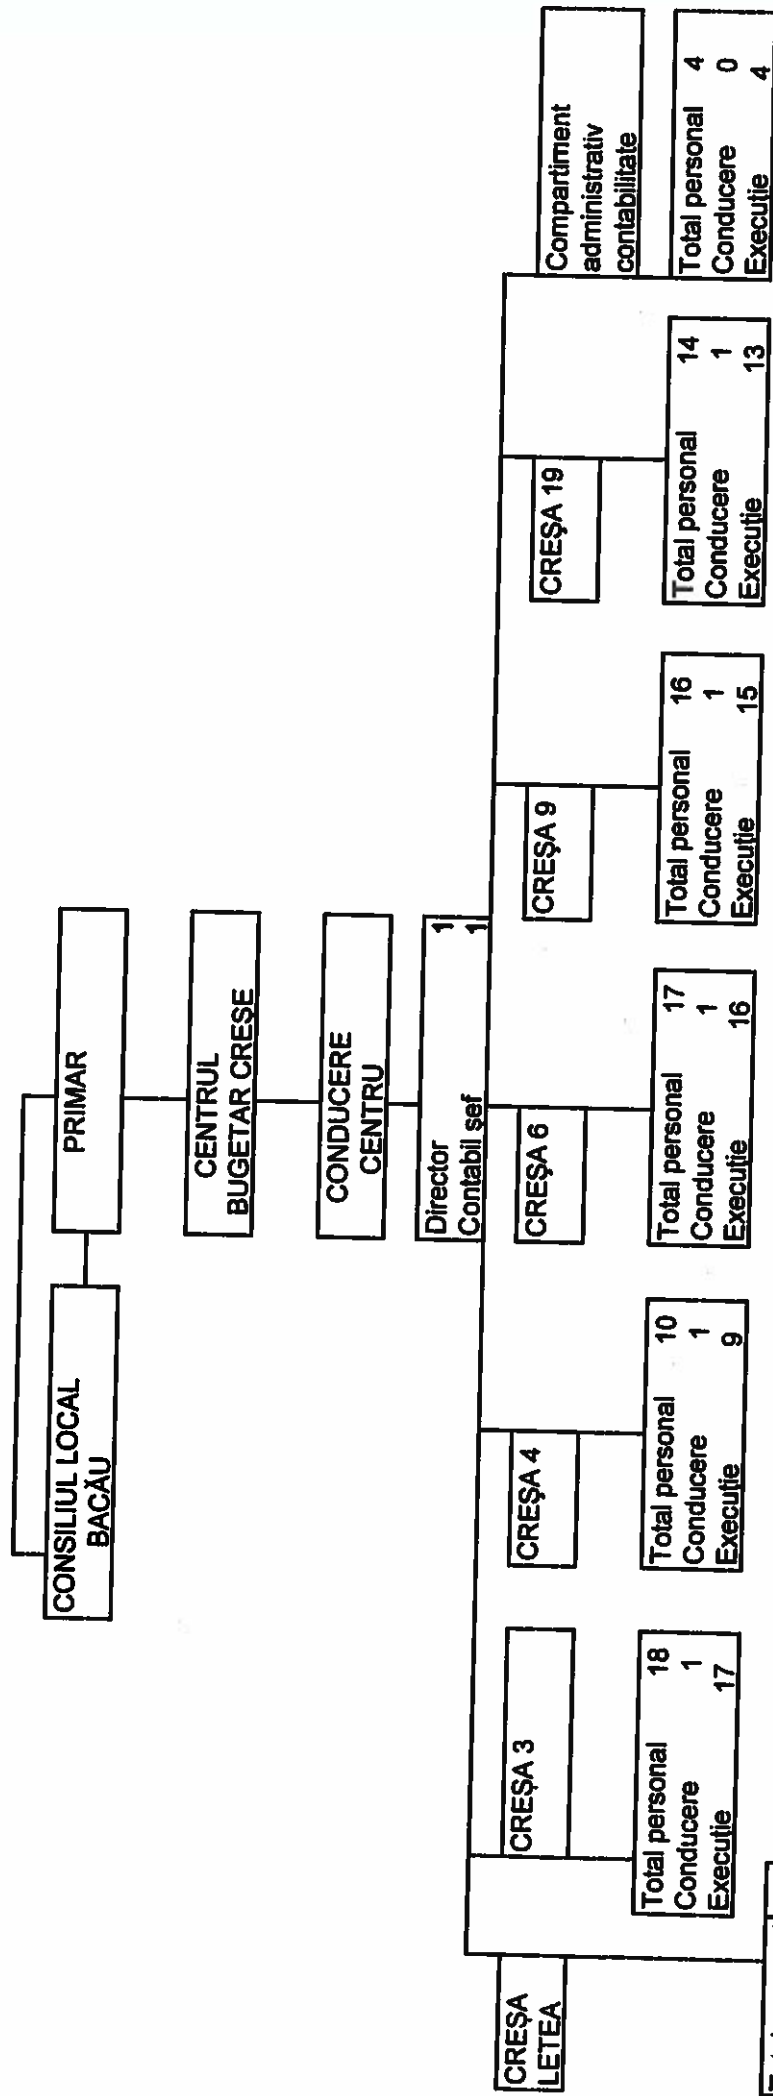 CONSILIUL LOCAL
BACĂU
PRIMAR
CENTRUL
BUGETAR CREȘE
CONDUCERE
CENTRU
Director 1
Contabil șef 1
CREȘA
LETEA
CREȘA 3
Total personal 18
Conducere 1
Execuție 17
CREȘA 4
Total personal 10
Conducere 1
Execuție 9
CREȘA 6
Total personal 17
Conducere 1
Execuție 16
CREȘA 9
Total personal 16
Conducere 1
Execuție 15
CREȘA 19
Total personal 14
Conducere 1
Execuție 13
Compartiment
administrativ
contabilitate
Total personal 4
Conducere 0
Execuție 4